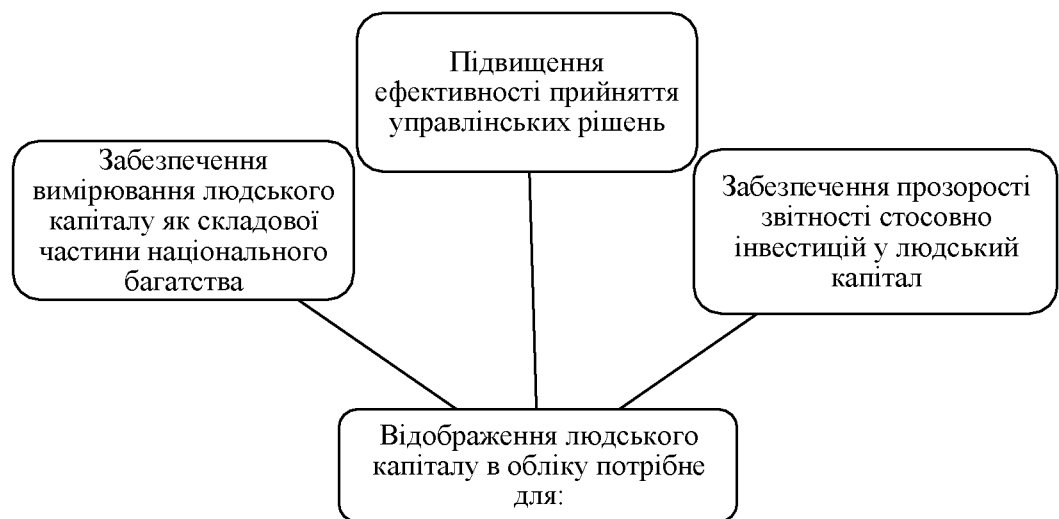 Підвищення
ефективності прийняття
управлінських рішень
Забезпечення
вимірювання людського
капіталу як складової
частини національного
багатства
Забезпечення прозорості
звітності стосовно
інвестицій у людський
капітал
Відображення людського
капіталу в обліку потрібне
для: